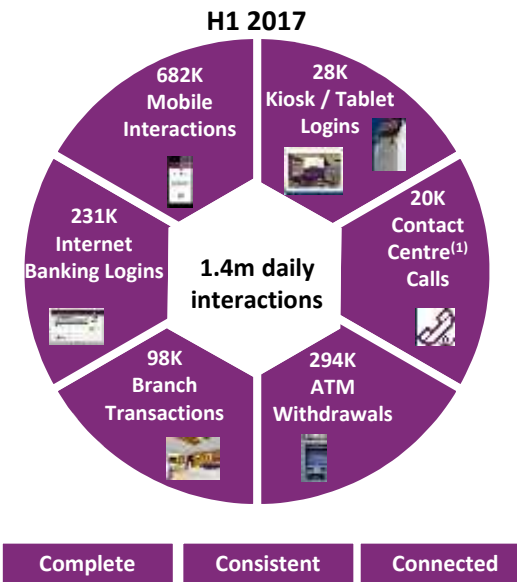 H1 2017
682K
Mobile
Interactions
28K
Kiosk / Tablet
Logins
20K
Contact
Centre(1)
Calls
294K
ATM
Withdrawals
98K
Branch
Transactions
231K
Internet
Banking Logins
1.4m daily
interactions
Complete
Consistent
Connected